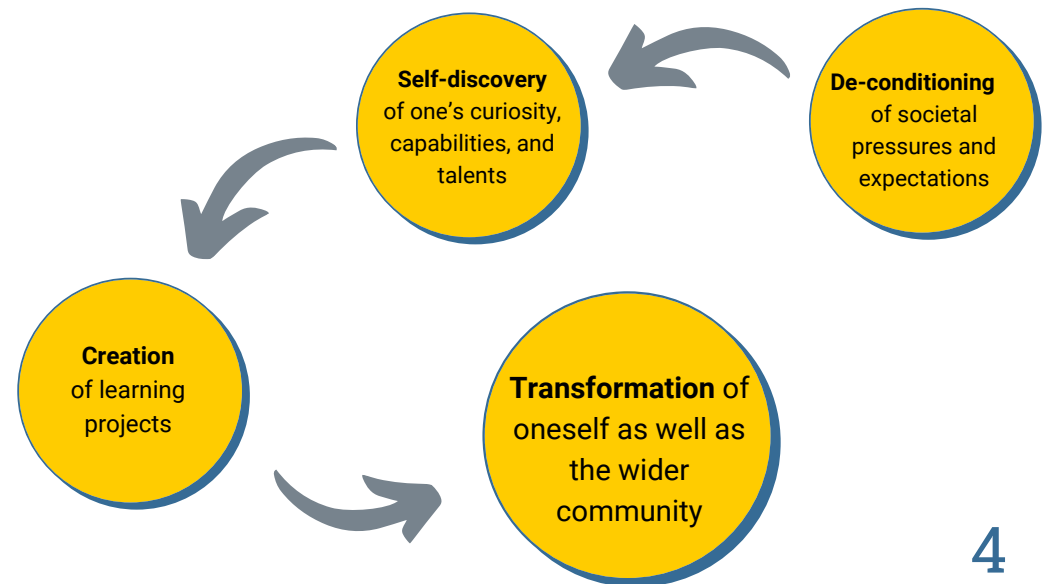 De-conditioning
of societal
pressures and
expectations
Self-discovery
of one's curiosity,
capabilities, and
talents
Creation
of learning
projects
Transformation of
oneself as well as
the wider
community
4